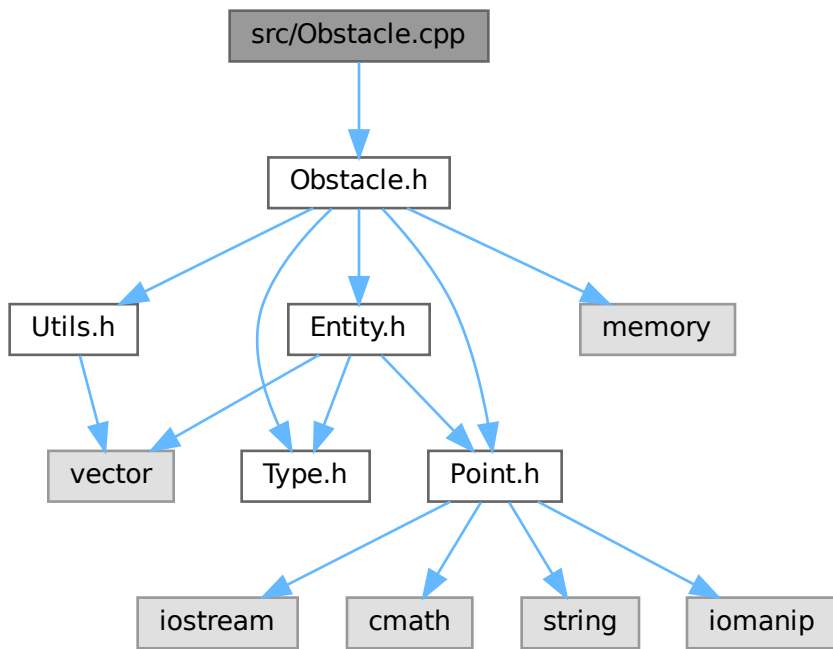 src/Obstacle.cpp
Obstacle.h
Utils.h
Entity.h
memory
vector
Type.h
Point.h
iostream
cmath
string
iomanip